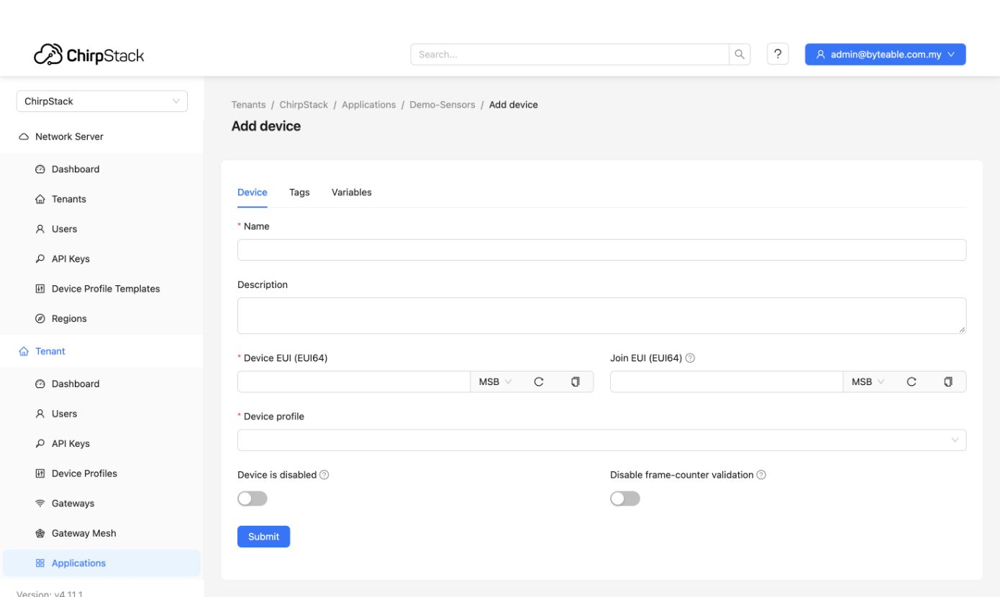 ChirpStack
Search...
?
admin@byteable.com.my
ChirpStack
Network Server
Dashboard
Tenants
Users
API Keys
Device Profile Templates
Regions
Tenant
Dashboard
Users
API Keys
Device Profiles
Gateways
Gateway Mesh
Applications
Version: v4.11.1
Tenants / ChirpStack / Applications / Demo-Sensors / Add device
Add device
Device Tags Variables
* Name
Description
* Device EUI (EUI64) Join EUI (EUI64) ?
MSB MSB
* Device profile
Device is disabled ? Disable frame-counter validation ?
Submit